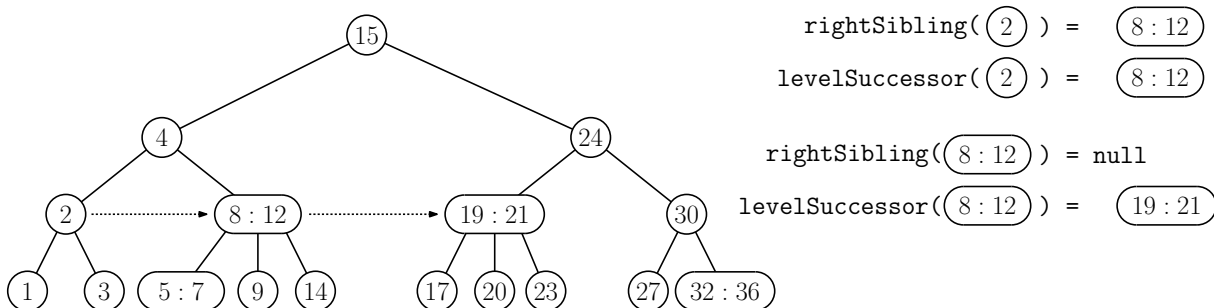 15
rightSibling( 2 ) = 8 : 12
levelSuccessor( 2 ) = 8 : 12
4 24
rightSibling( 8 : 12 ) = null
2 8 : 12 19 : 21 30
levelSuccessor( 8 : 12 ) = 19 : 21
1 3 5 : 7 9 14 17 20 23 27 32 : 36